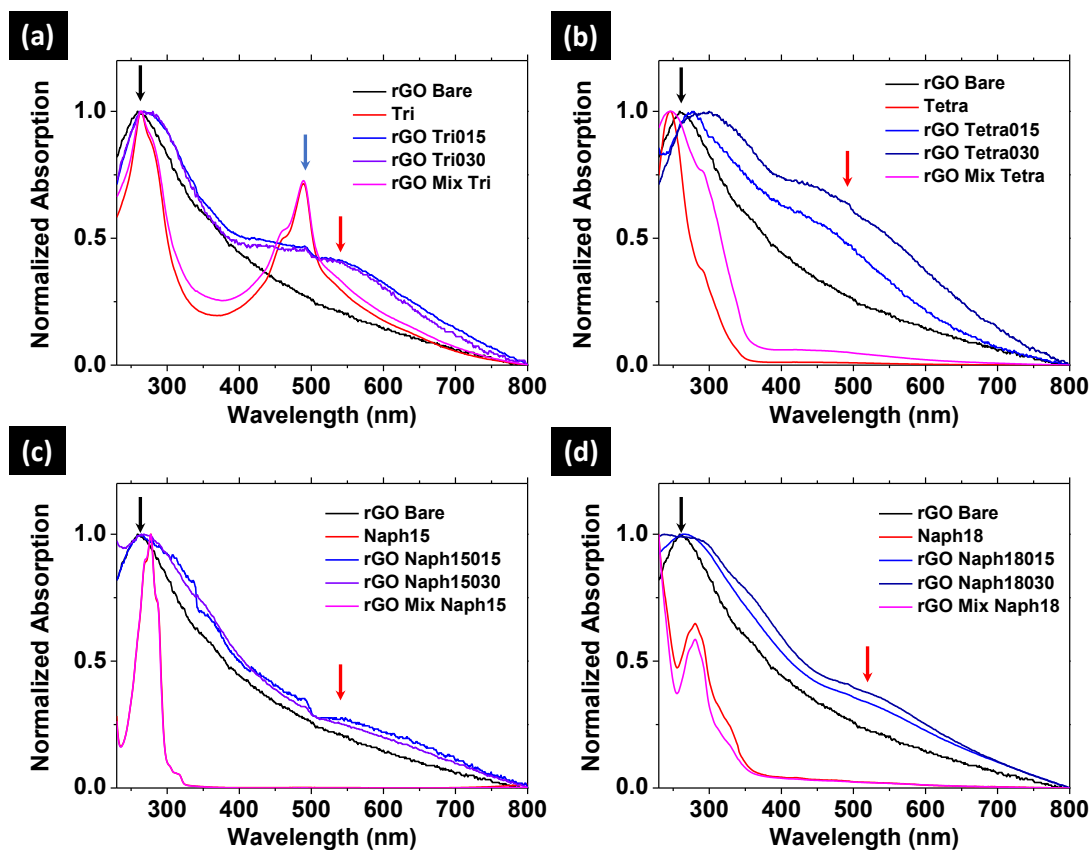 (a)
rGO Bare
Tri
rGO Tri015
rGO Tri030
rGO Mix Tri
1.0
0.5
0.0
300 400 500 600 700 800
Wavelength (nm)
Normalized Absorption
(b)
rGO Bare
Tetra
rGO Tetra015
rGO Tetra030
rGO Mix Tetra
1.0
0.5
0.0
300 400 500 600 700 800
Wavelength (nm)
Normalized Absorption
(c)
rGO Bare
Naph15
rGO Naph15015
rGO Naph15030
rGO Mix Naph15
1.0
0.5
0.0
300 400 500 600 700 800
Wavelength (nm)
Normalized Absorption
(d)
rGO Bare
Naph18
rGO Naph18015
rGO Naph18030
rGO Mix Naph18
1.0
0.5
0.0
300 400 500 600 700 800
Wavelength (nm)
Normalized Absorption